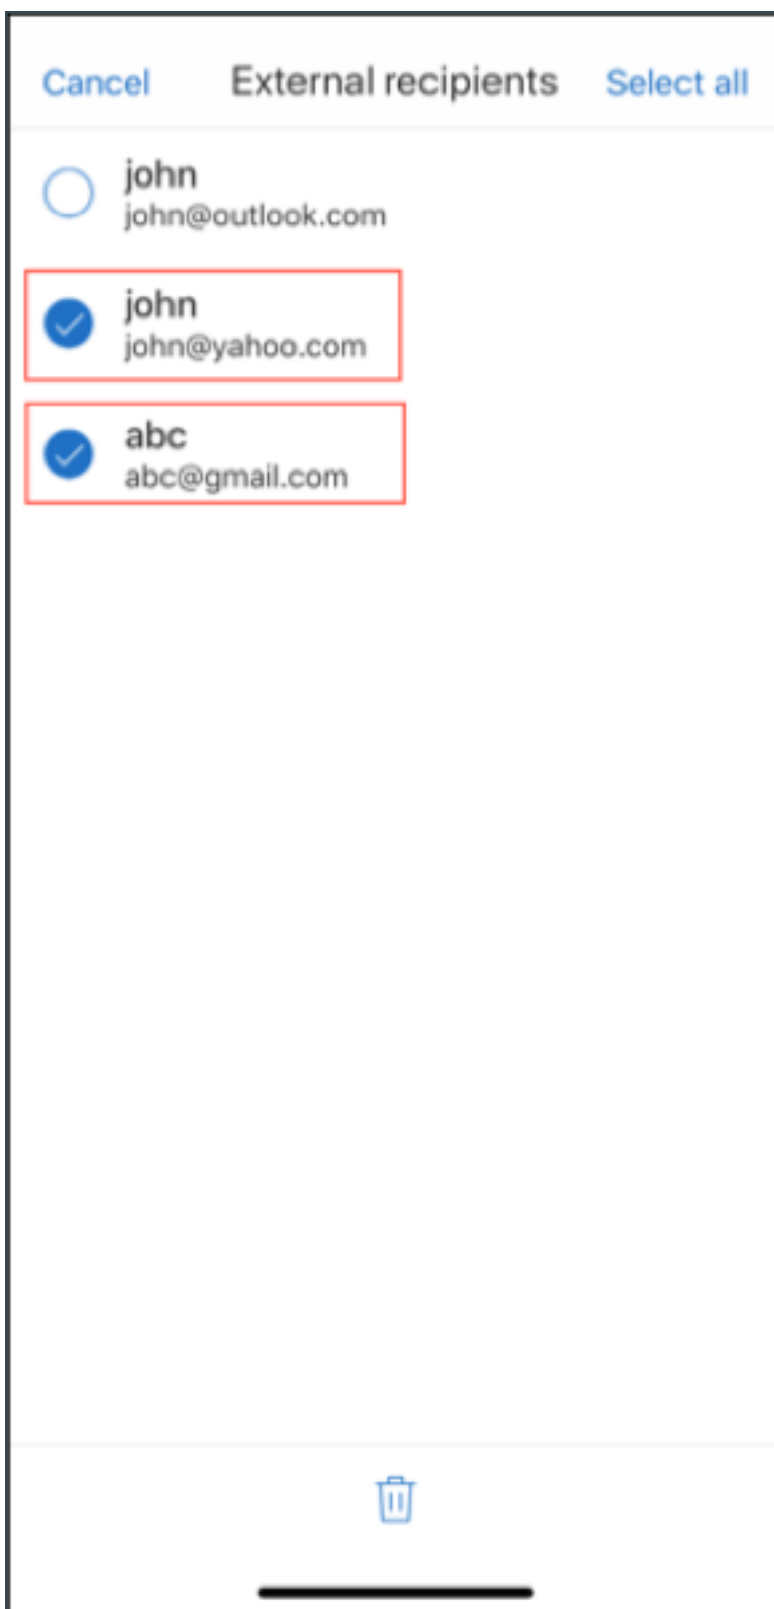 Cancel External recipients Select all
john
john@outlook.com
john
john@yahoo.com
abc
abc@gmail.com